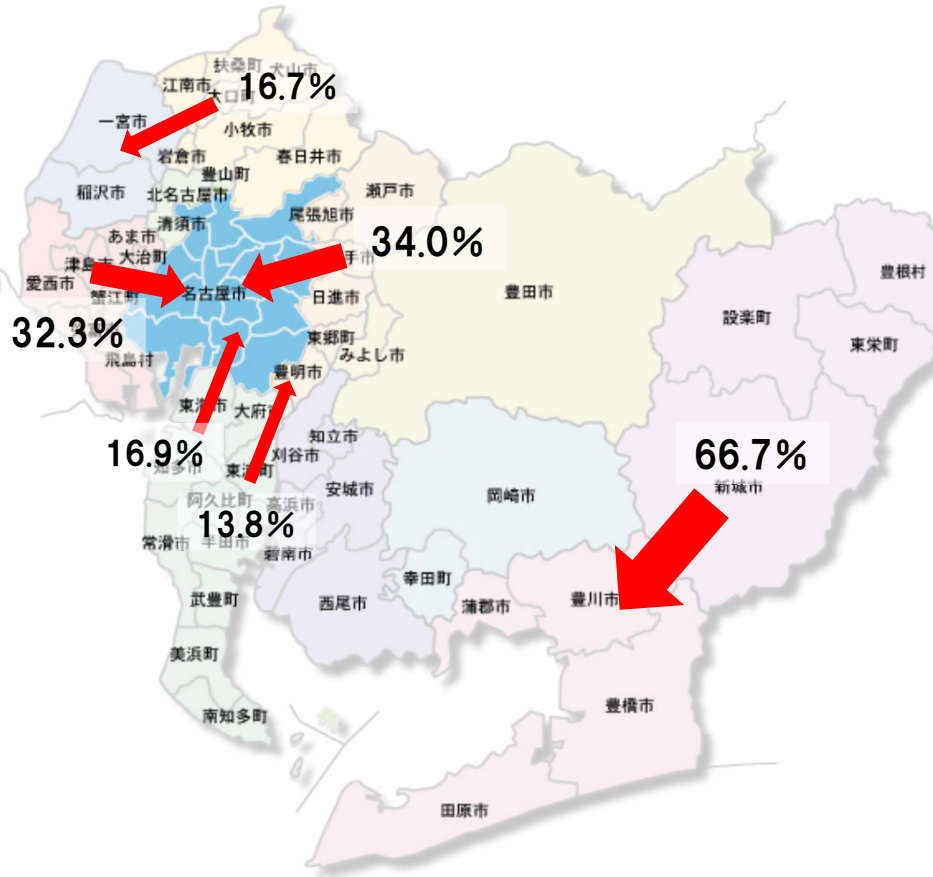 扶桑町
犬山市
江南市
16.7%
大口町
一宮市
小牧市
岩倉市
春日井市
豊山町
稲沢市
北名古屋市
瀬戸市
尾張旭市
清須市
あま市
34.0%
津島市
大治町
手市
豊根村
愛西市
蟹江町
名古屋市
日進市
豊田市
設楽町
32.3%
東郷町
東栄町
飛島村
みよし市
豊明市
東海市
大府市
知立市
16.9%
刈谷市
66.7%
知多市
東浦町
安城市
新城市
岡崎市
阿久比町
高浜市
13.8%
常滑市
半田市
碧南市
幸田町
武豊町
西尾市
蒲郡市
豊川市
美浜町
豊橋市
南知多町
田原市